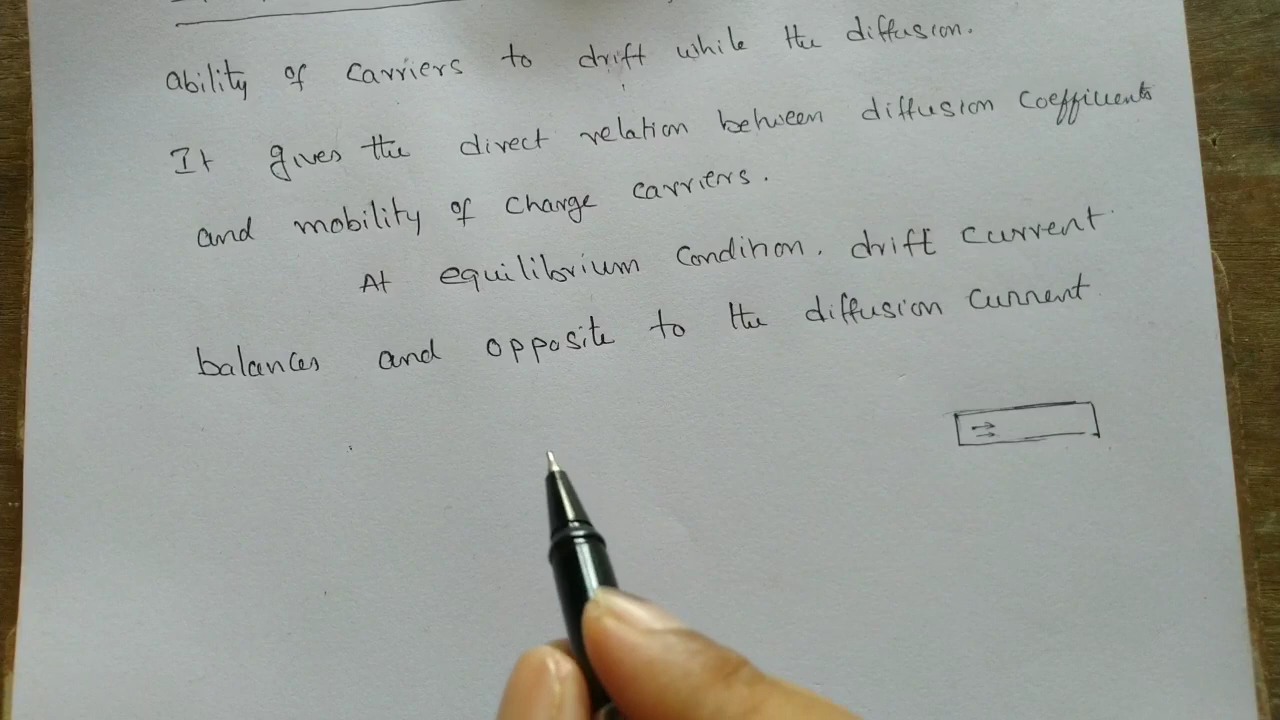 ability of carriers to drift while the diffusion.
It gives the direct relation between diffusion coefficients
and mobility of charge carriers.
At equilibrium condition, drift current
balances and opposite to the diffusion current